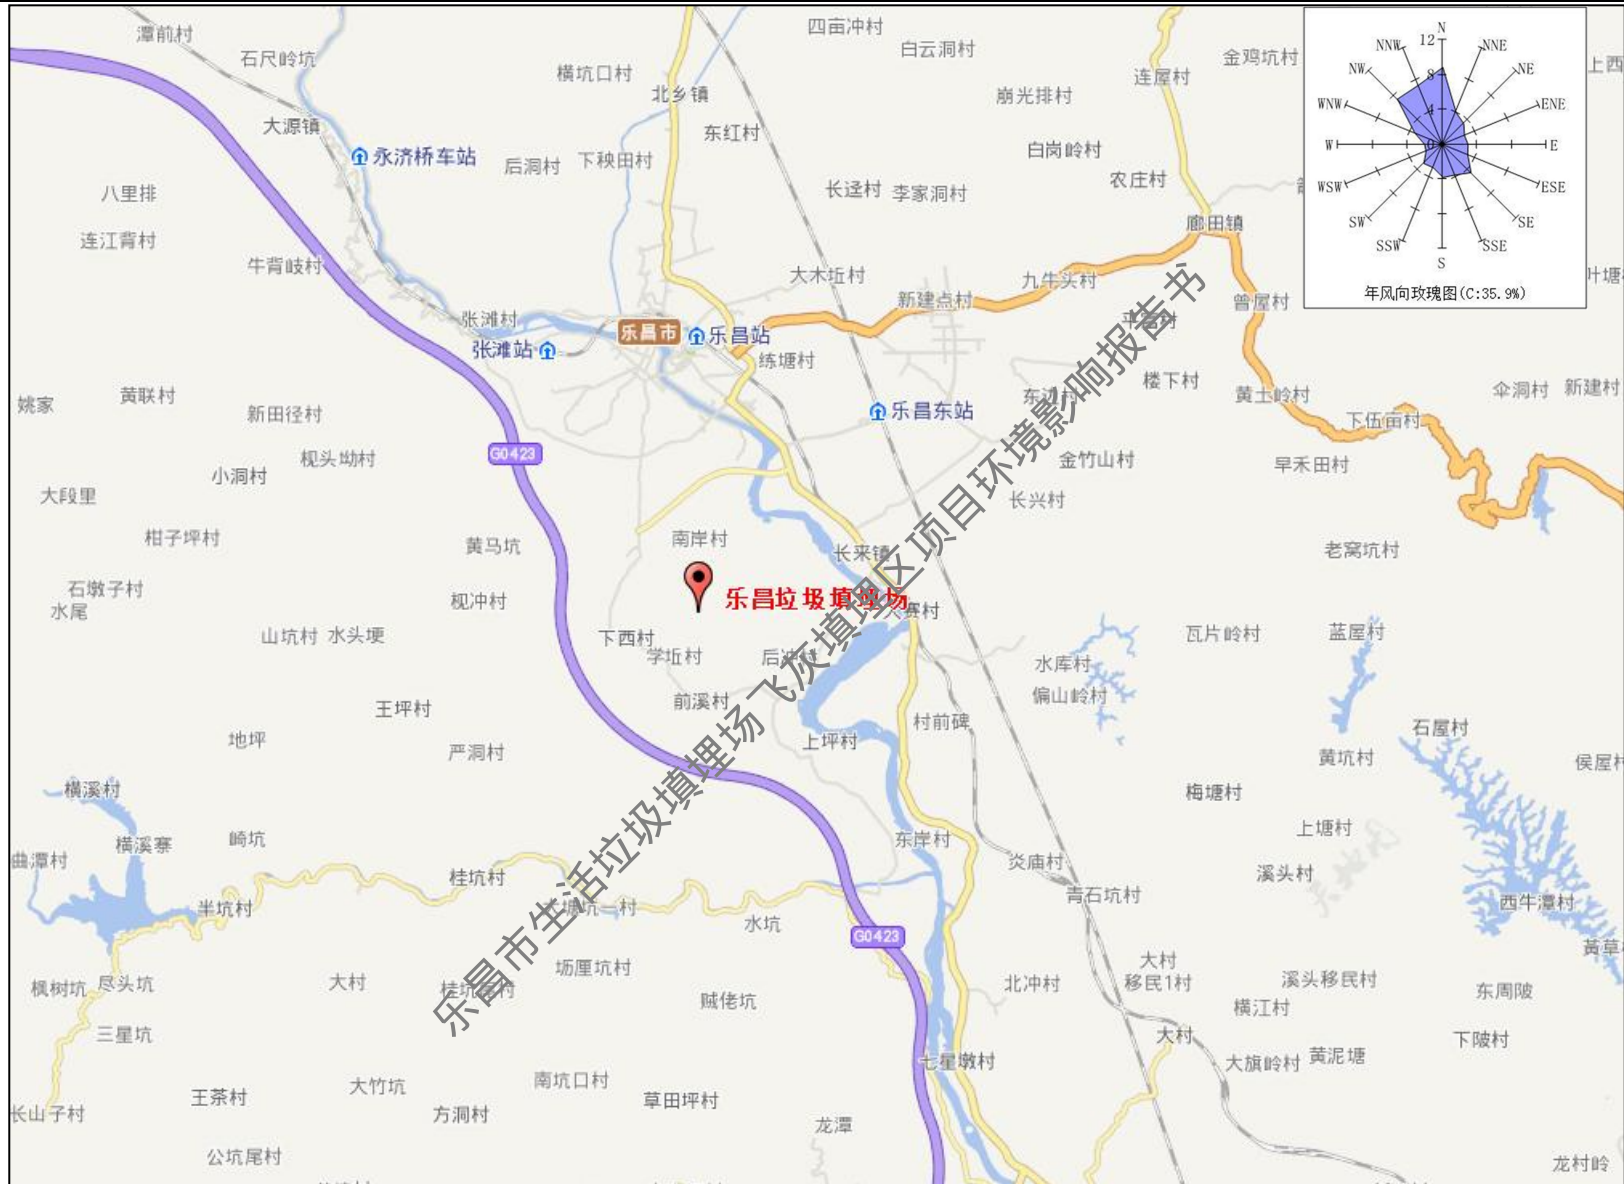 潭前村
石尺岭坑
横坑口村
四亩冲村
白云洞村
连屋村
金鸡坑村
上西
北乡镇
崩光排村
大源镇
东红村
永济桥车站
后洞村
下秧田村
白岗岭村
八里排
长迳村
李家洞村
农庄村
廊田镇
连江背村
牛背岐村
大木坵村
九牛头村
新建点村
曾屋村
叶塘
张滩村
乐昌市
乐昌站
张滩站
练塘村
楼下村
姚家
黄联村
新田径村
乐昌东站
黄土岭村
伞洞村
新建村
下伍亩村
G0423
枧头坳村
小洞村
金竹山村
早禾田村
大段里
长兴村
柑子坪村
黄马坑
南岸村
长来镇
老窝坑村
石墩子村
水尾
枧冲村
乐昌垃圾填埋场
山坑村
水头埂
下西村
学坵村
后冲村
瓦片岭村
蓝屋村
水库村
偏山岭村
王坪村
前溪村
村前碑
石屋村
地坪
严洞村
上坪村
黄坑村
侯屋村
横溪村
梅塘村
横溪寨
崎坑
东岸村
上塘村
曲潭村
炎庙村
桂坑村
溪头村
半坑村
水坑
青石坑村
西牛潭村
G0423
黄草
枫树坑
尽头坑
大村
坜厘坑村
贼佬坑
北冲村
大村
移民1村
溪头移民村
东周陂
横江村
三星坑
大村
下陂村
七星墩村
大旗岭村
黄泥塘
王茶村
大竹坑
南坑口村
草田坪村
长山子村
方洞村
龙潭
公坑尾村
龙村岭
N
12
NNW
NNE
NW
8
NE
WNW
4
ENE
W
0
E
WSW
ESE
SW
SE
SSW
SSE
S
年风向玫瑰图(C:35.9%)
乐昌市生活垃圾填埋场飞灰填埋区项目环境影响报告书